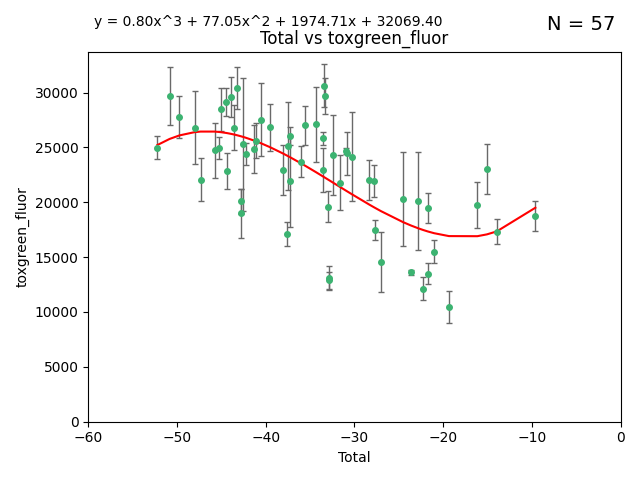 y = 0.80x^3 + 77.05x^2 + 1974.71x + 32069.40
N = 57
Total vs toxgreen_fluor
30000
25000
20000
15000
10000
5000
0
toxgreen_fluor
−60
−50
−40
−30
−20
−10
0
Total